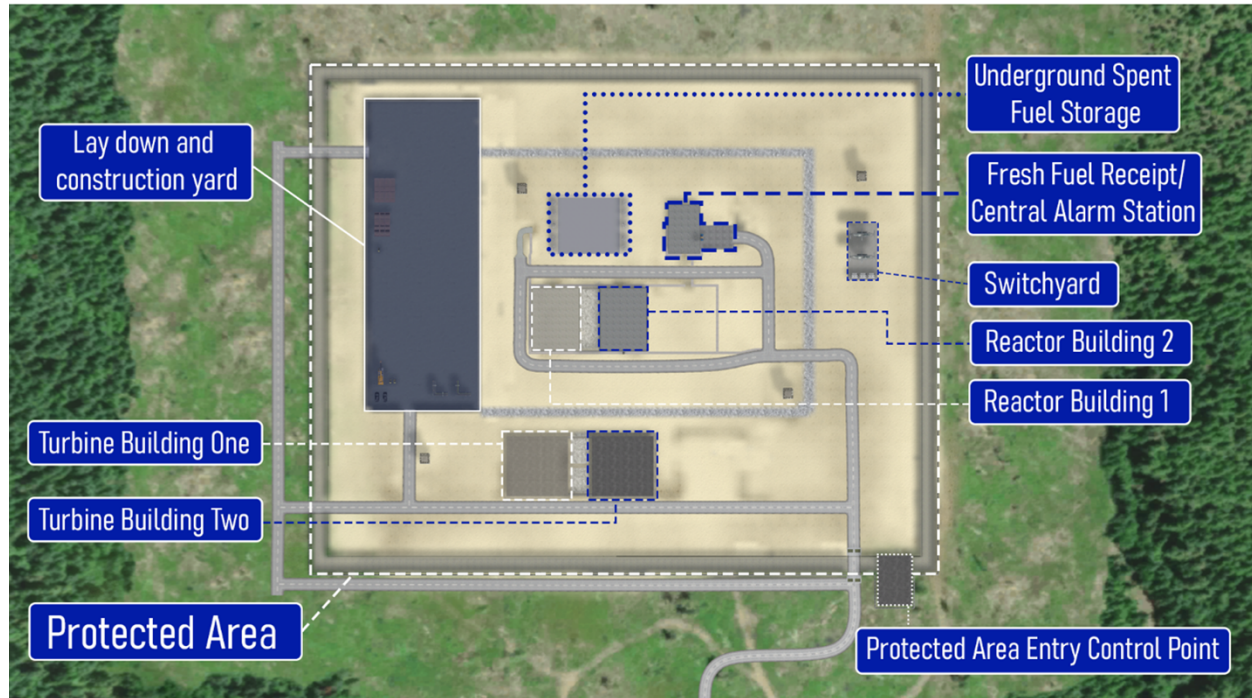 Underground Spent
Fuel Storage
Lay down and
construction yard
Fresh Fuel Receipt/
Central Alarm Station
Switchyard
Reactor Building 2
Reactor Building 1
Turbine Building One
Turbine Building Two
Protected Area
Protected Area Entry Control Point